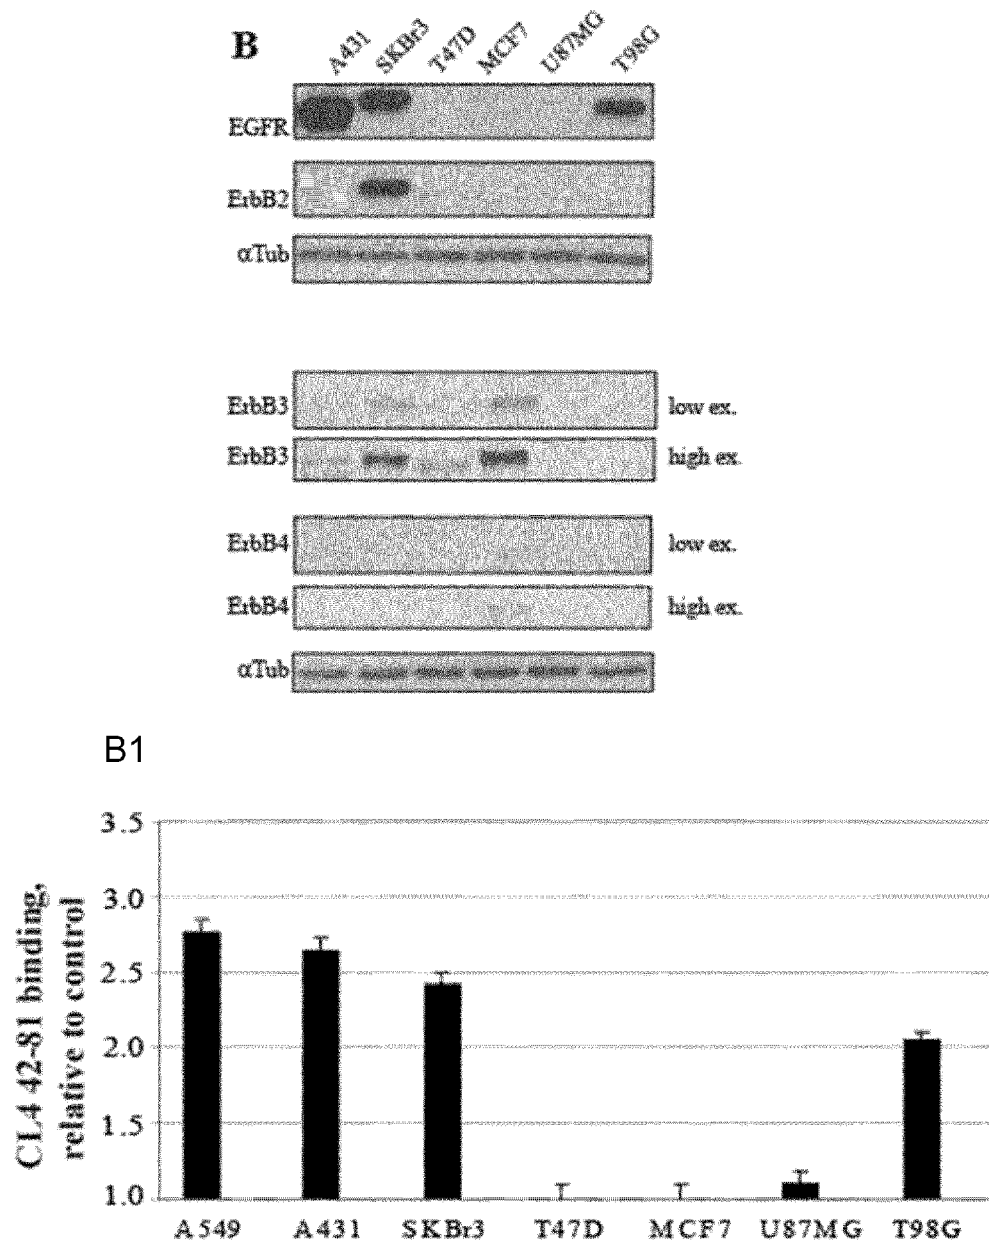 B
A431 SKBr3 T47D MCF7 U87MG T98G
EGFR
ErbB2
αTub
ErbB3 low ex.
ErbB3 high ex.
ErbB4 low ex.
ErbB4 high ex.
αTub
B1
CL4 42-81 binding,
relative to control
3.5
3.0
2.5
2.0
1.5
1.0
A549 A431 SKBr3 T47D MCF7 U87MG T98G